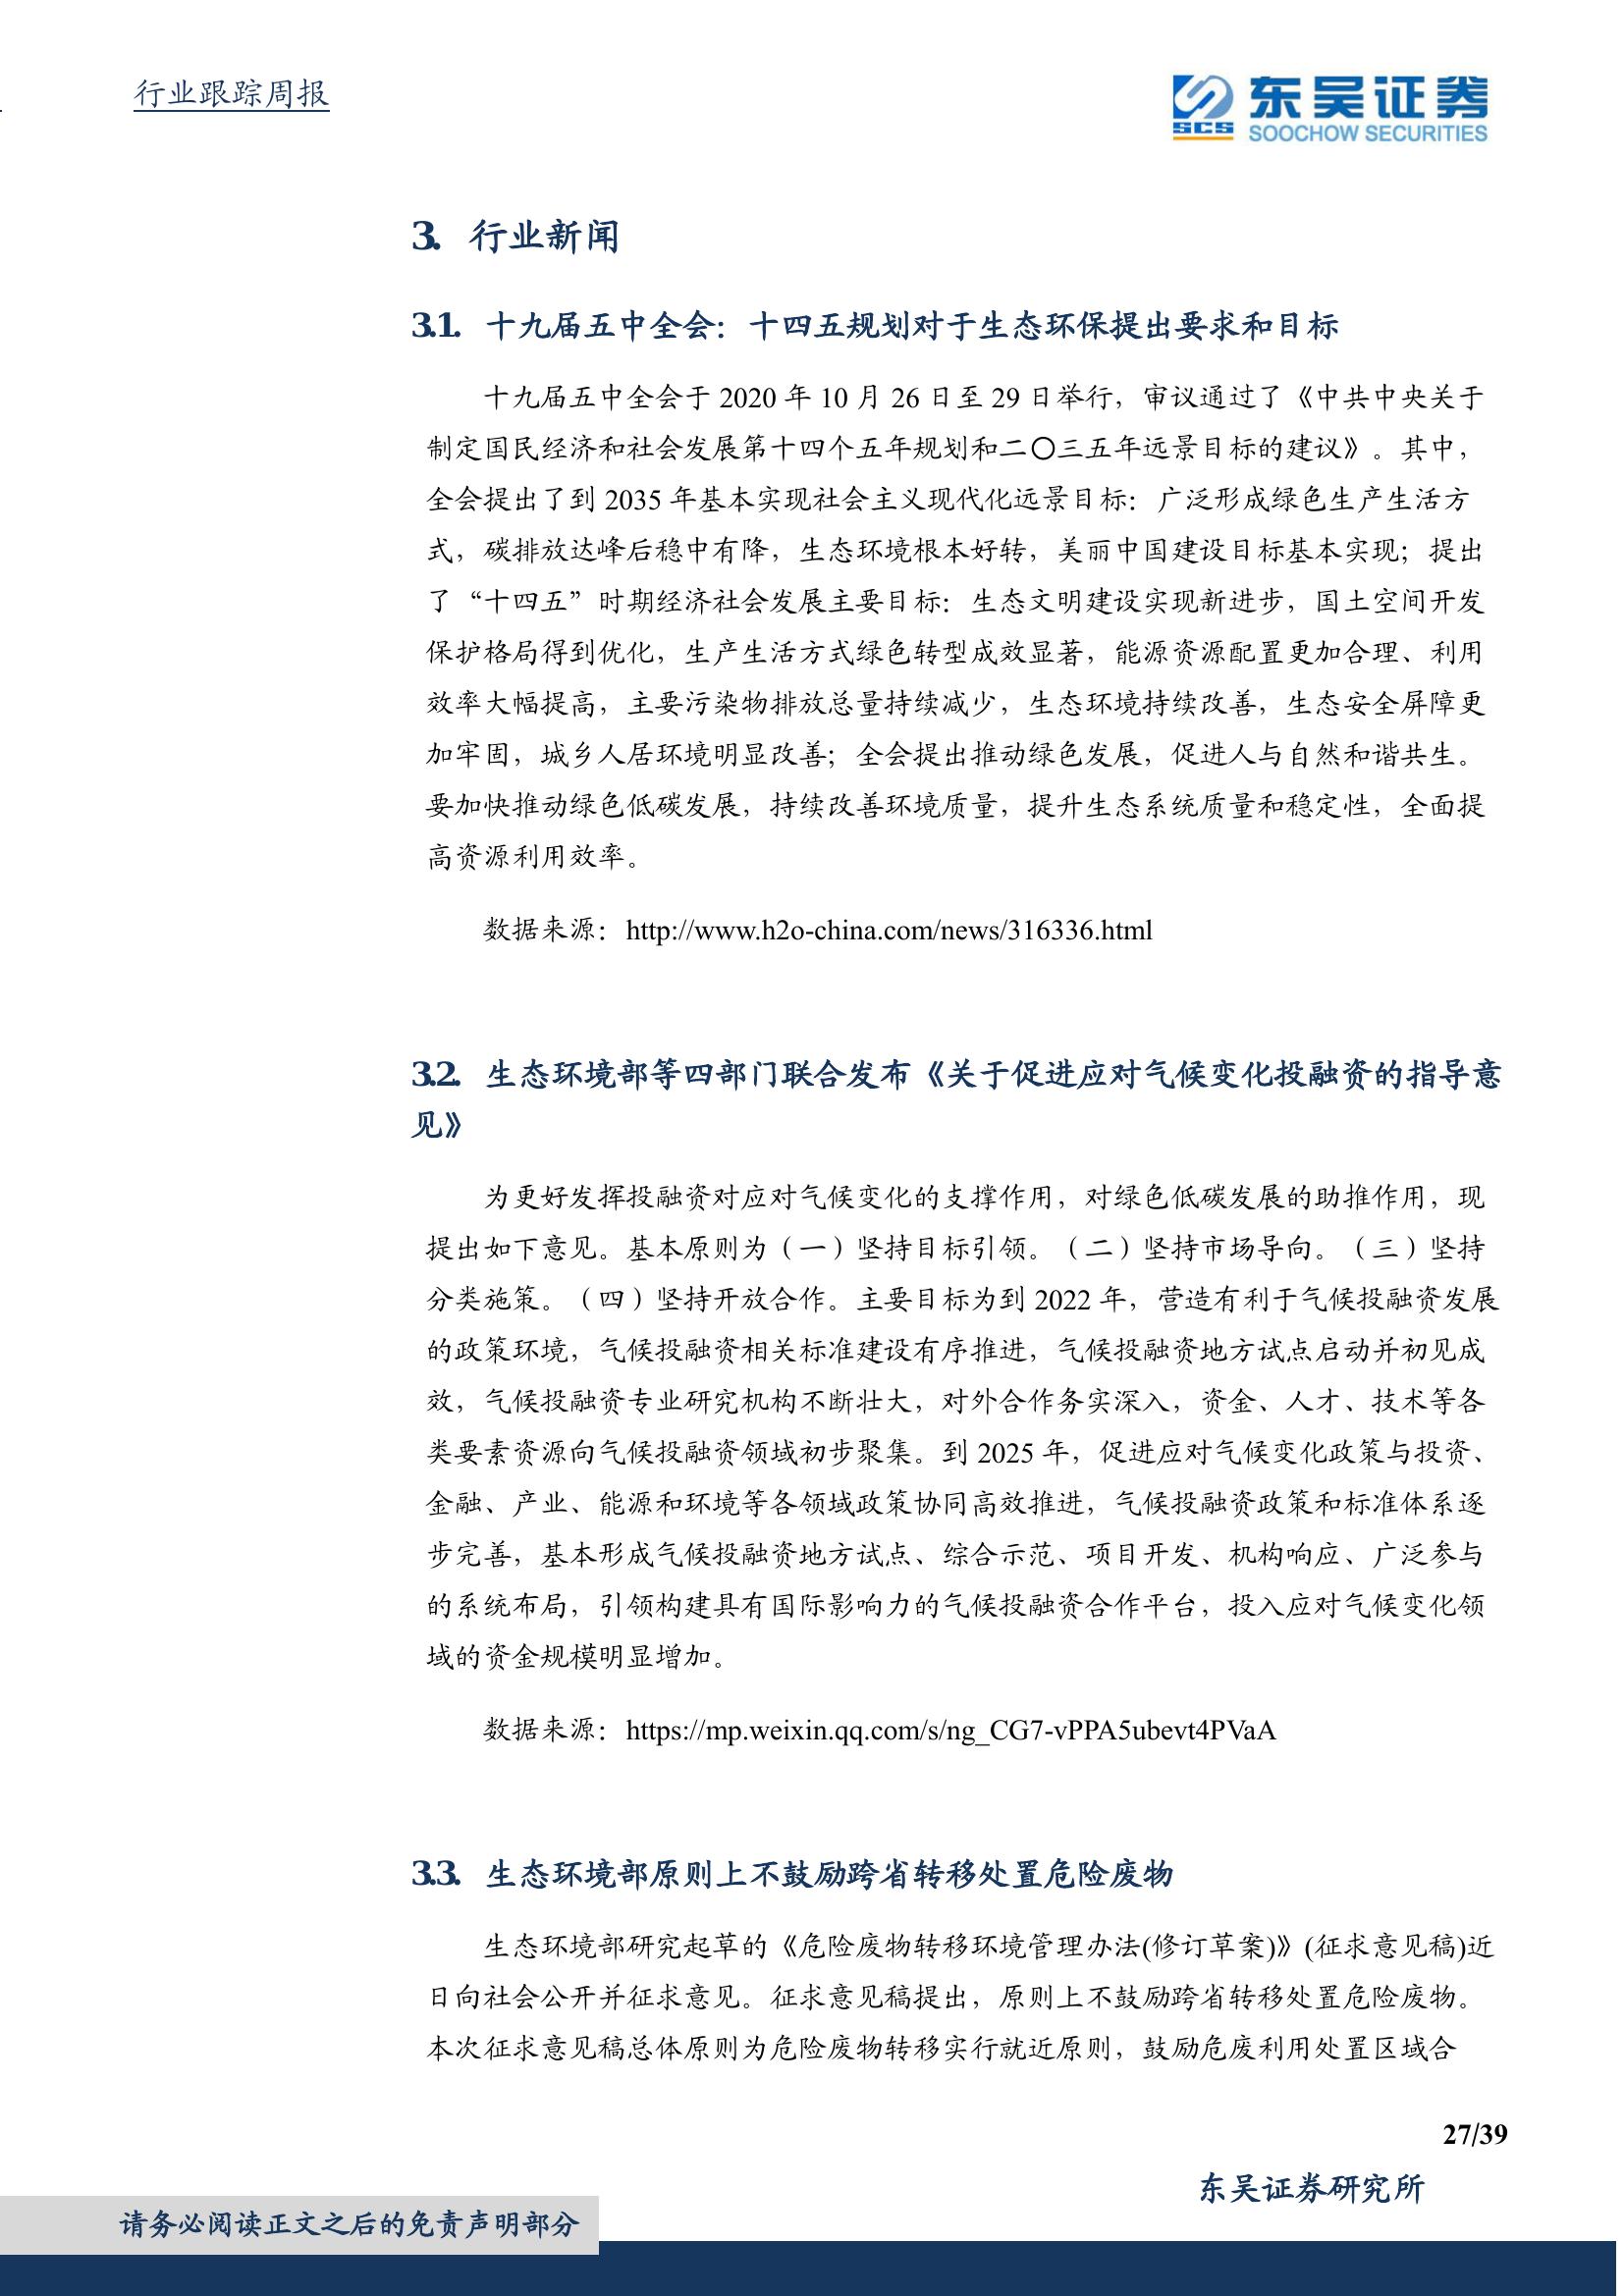 行业跟踪周报
SCS
东吴证券
SOOCHOW SECURITIES
3. 行业新闻
3.1. 十九届五中全会：十四五规划对于生态环保提出要求和目标
十九届五中全会于 2020 年 10 月 26 日至 29 日举行，审议通过了《中共中央关于
制定国民经济和社会发展第十四个五年规划和二〇三五年远景目标的建议》。其中，
全会提出了到 2035 年基本实现社会主义现代化远景目标：广泛形成绿色生产生活方
式，碳排放达峰后稳中有降，生态环境根本好转，美丽中国建设目标基本实现；提出
了“十四五”时期经济社会发展主要目标：生态文明建设实现新进步，国土空间开发
保护格局得到优化，生产生活方式绿色转型成效显著，能源资源配置更加合理、利用
效率大幅提高，主要污染物排放总量持续减少，生态环境持续改善，生态安全屏障更
加牢固，城乡人居环境明显改善；全会提出推动绿色发展，促进人与自然和谐共生。
要加快推动绿色低碳发展，持续改善环境质量，提升生态系统质量和稳定性，全面提
高资源利用效率。
数据来源：http://www.h2o-china.com/news/316336.html
3.2. 生态环境部等四部门联合发布《关于促进应对气候变化投融资的指导意
见》
为更好发挥投融资对应对气候变化的支撑作用，对绿色低碳发展的助推作用，现
提出如下意见。基本原则为（一）坚持目标引领。（二）坚持市场导向。（三）坚持
分类施策。（四）坚持开放合作。主要目标为到 2022 年，营造有利于气候投融资发展
的政策环境，气候投融资相关标准建设有序推进，气候投融资地方试点启动并初见成
效，气候投融资专业研究机构不断壮大，对外合作务实深入，资金、人才、技术等各
类要素资源向气候投融资领域初步聚集。到 2025 年，促进应对气候变化政策与投资、
金融、产业、能源和环境等各领域政策协同高效推进，气候投融资政策和标准体系逐
步完善，基本形成气候投融资地方试点、综合示范、项目开发、机构响应、广泛参与
的系统布局，引领构建具有国际影响力的气候投融资合作平台，投入应对气候变化领
域的资金规模明显增加。
数据来源：https://mp.weixin.qq.com/s/ng_CG7-vPPA5ubevt4PVaA
3.3. 生态环境部原则上不鼓励跨省转移处置危险废物
生态环境部研究起草的《危险废物转移环境管理办法(修订草案)》(征求意见稿)近
日向社会公开并征求意见。征求意见稿提出，原则上不鼓励跨省转移处置危险废物。
本次征求意见稿总体原则为危险废物转移实行就近原则，鼓励危废利用处置区域合
27/39
东吴证券研究所
请务必阅读正文之后的免责声明部分